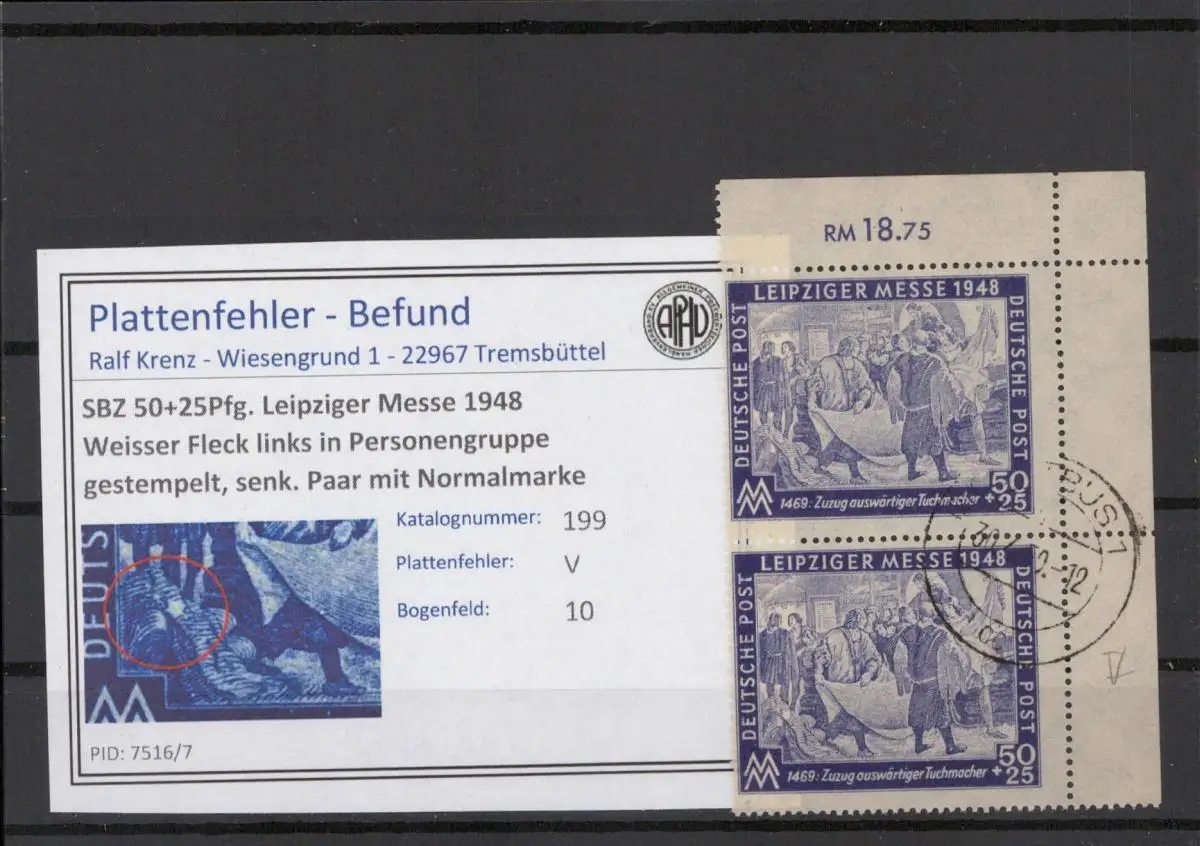 Plattenfehler - Befund
Ralf Krenz - Wiesengrund 1 - 22967 Tremsbüttel
APHV
SBZ 50+25Pfg. Leipziger Messe 1948
Weisser Fleck links in Personengruppe
gestempelt, senk. Paar mit Normalmarke
Katalognummer: 199
Plattenfehler: V
Bogenfeld: 10
DEUTS
PID: 7516/7
RM 18.75
LEIPZIGER MESSE 1948
DEUTSCHE POST
DEUTSCHE POST
50
+25
1469: Zuzug auswärtiger Tuchmacher
LEIPZIGER MESSE 1948
DEUTSCHE POST
DEUTSCHE POST
50
+25
1469: Zuzug auswärtiger Tuchmacher
V